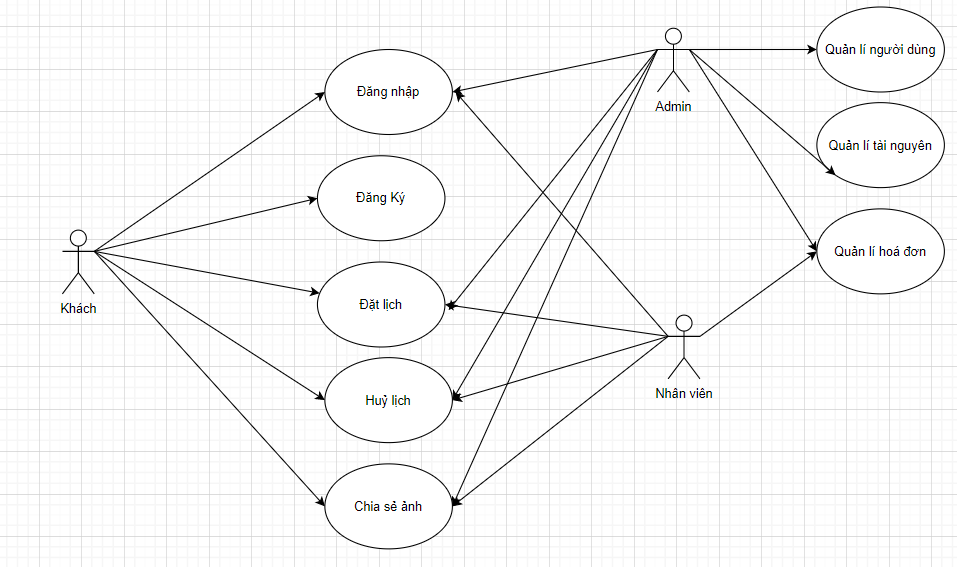 Quản lí người dùng
Đăng nhập
Admin
Quản lí tài nguyên
Đăng Ký
Quản lí hoá đơn
Khách
Đặt lịch
Nhân viên
Huỷ lịch
Chia sẻ ảnh